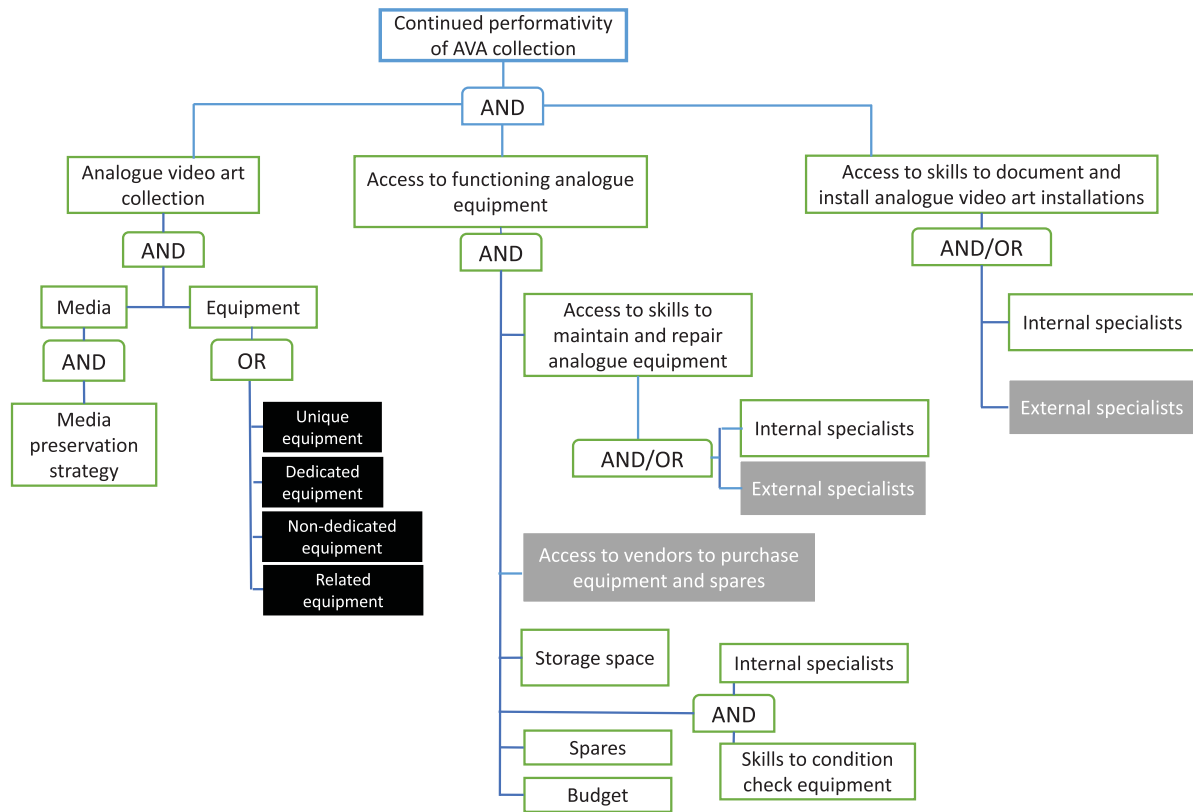 Continued performativity
of AVA collection
AND
Analogue video art
collection
AND
Media
AND
Media
preservation
strategy
Equipment
OR
Unique
equipment
Dedicated
equipment
Non-dedicated
equipment
Related
equipment
Access to functioning analogue
equipment
AND
Access to skills to
maintain and repair
analogue equipment
AND/OR
Internal specialists
External specialists
Access to vendors to purchase
equipment and spares
Storage space
Internal specialists
AND
Skills to condition
check equipment
Spares
Budget
Access to skills to document and
install analogue video art installations
AND/OR
Internal specialists
External specialists